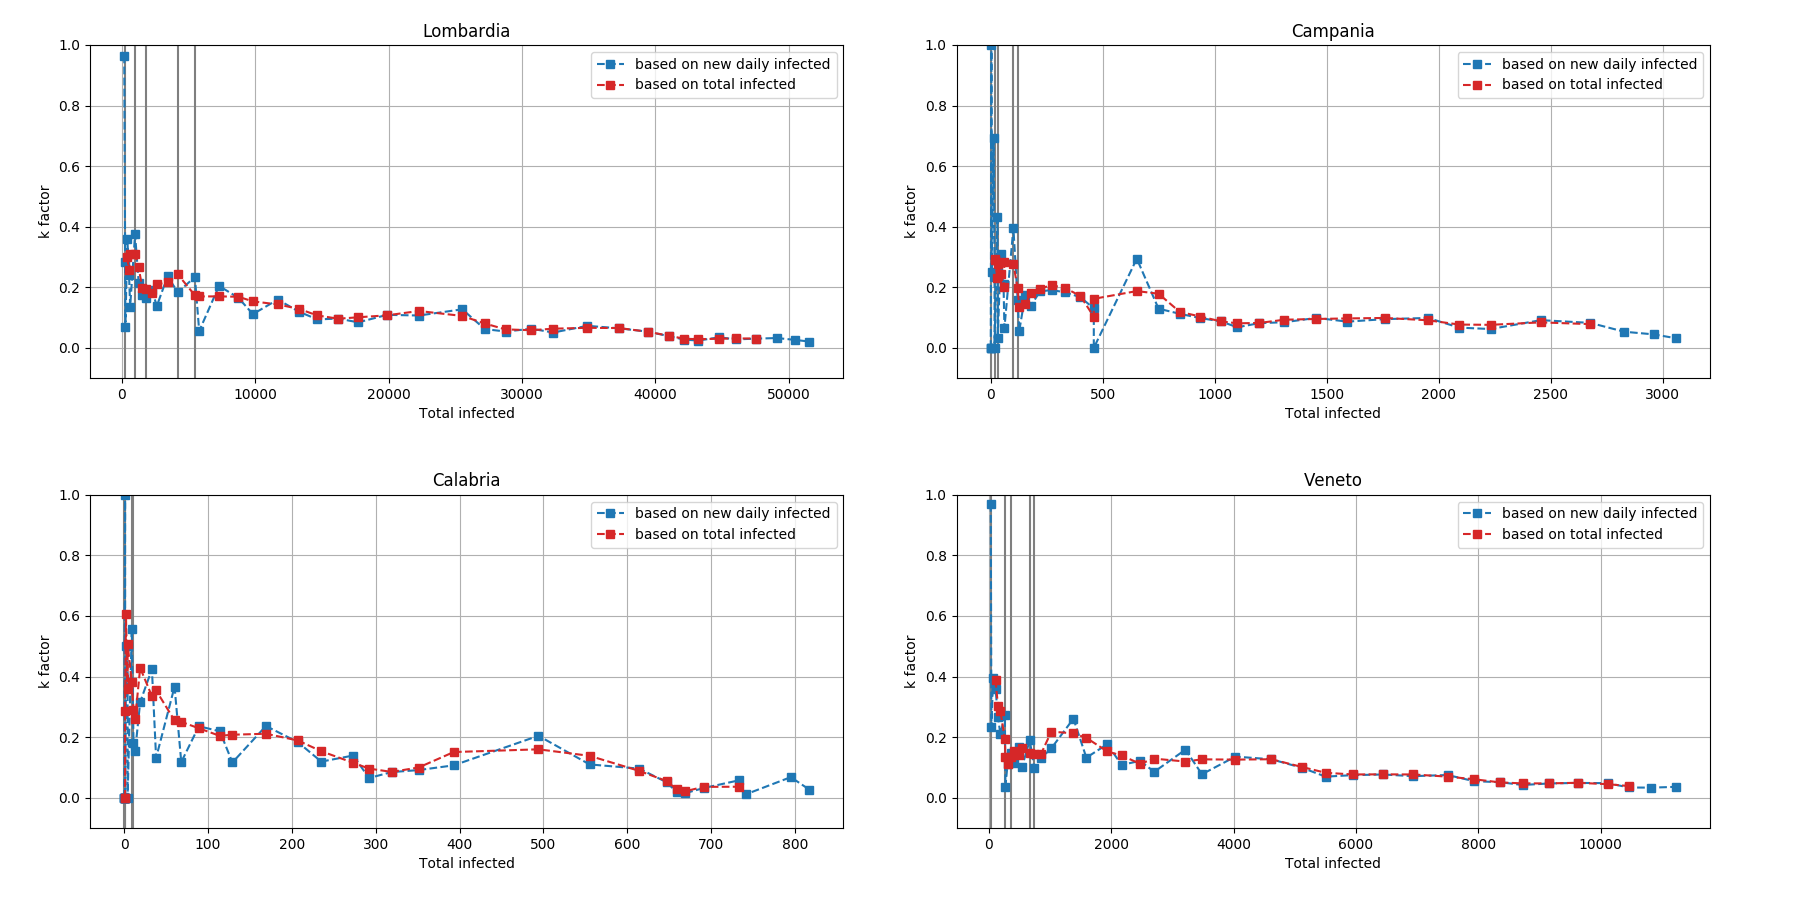 Lombardia
1.0
0.8
0.6
0.4
0.2
0.0
k factor
based on new daily infected
based on total infected
0 10000 20000 30000 40000 50000
Total infected
Campania
1.0
0.8
0.6
0.4
0.2
0.0
k factor
based on new daily infected
based on total infected
0 500 1000 1500 2000 2500 3000
Total infected
Calabria
1.0
0.8
0.6
0.4
0.2
0.0
k factor
based on new daily infected
based on total infected
0 100 200 300 400 500 600 700 800
Total infected
Veneto
1.0
0.8
0.6
0.4
0.2
0.0
k factor
based on new daily infected
based on total infected
0 2000 4000 6000 8000 10000
Total infected